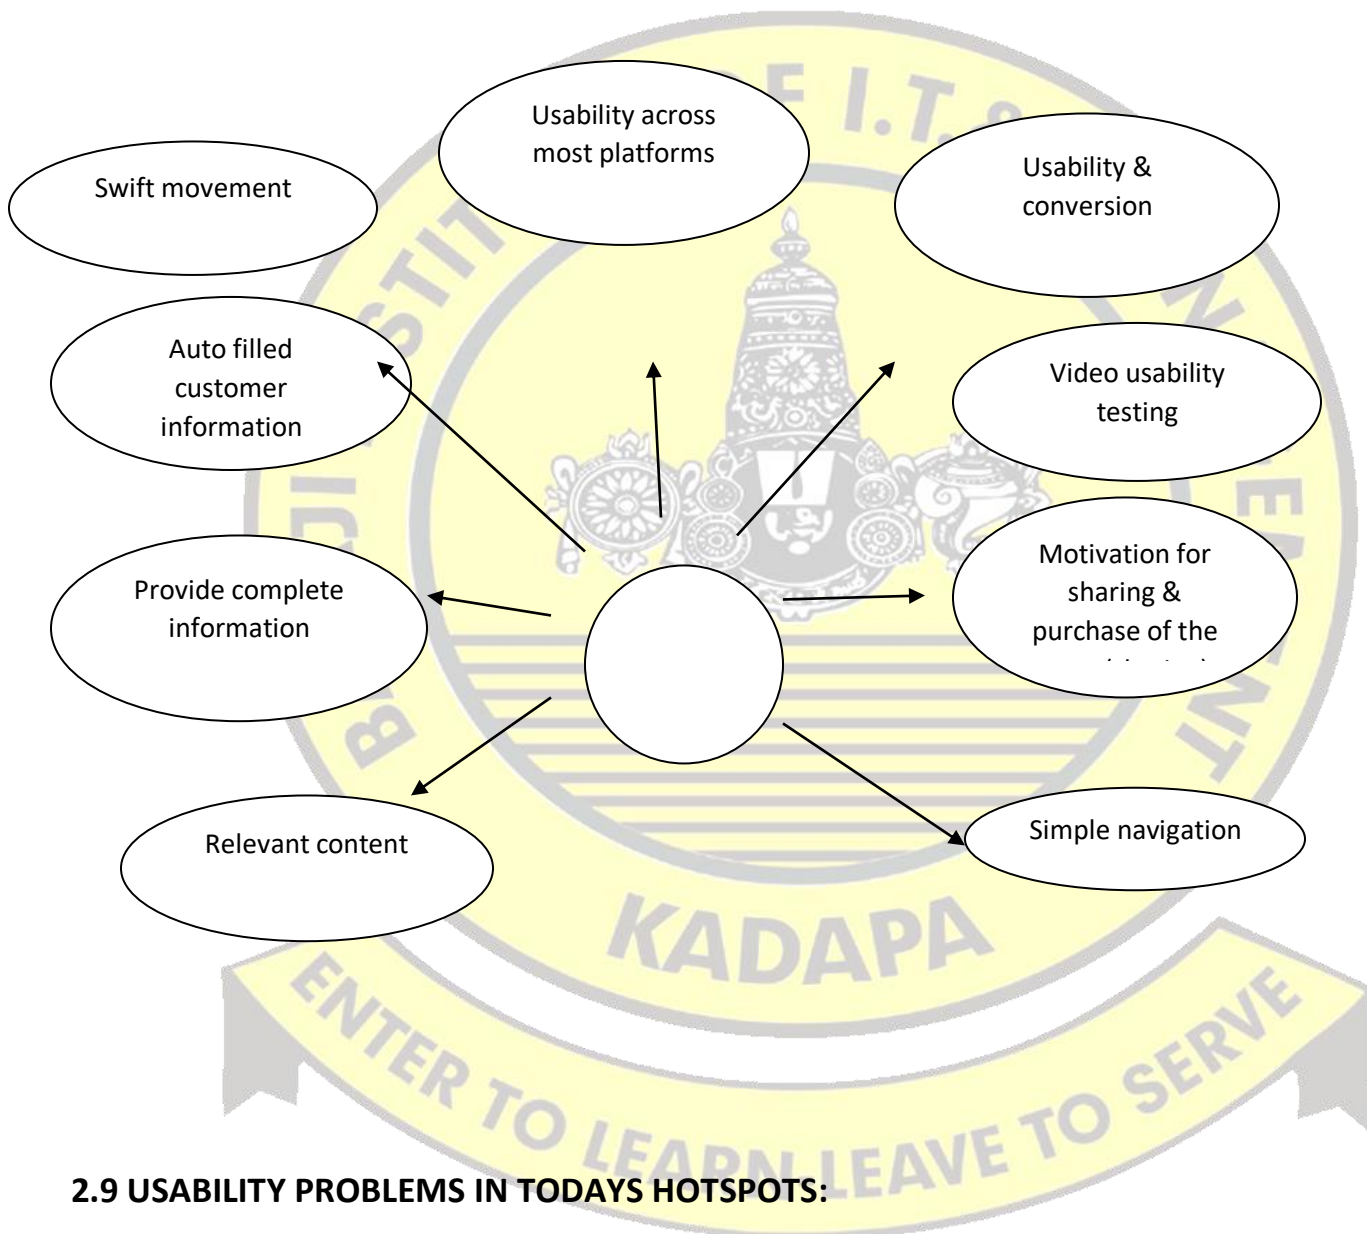 Usability across
most platforms
Swift movement
Usability &
conversion
Auto filled
customer
information
Video usability
testing
Provide complete
information
Motivation for
sharing &
purchase of the
Relevant content
Simple navigation
I.T. &
KADAPA
ENTER TO LEARN LEAVE TO SERVE
2.9 USABILITY PROBLEMS IN TODAYS HOTSPOTS: